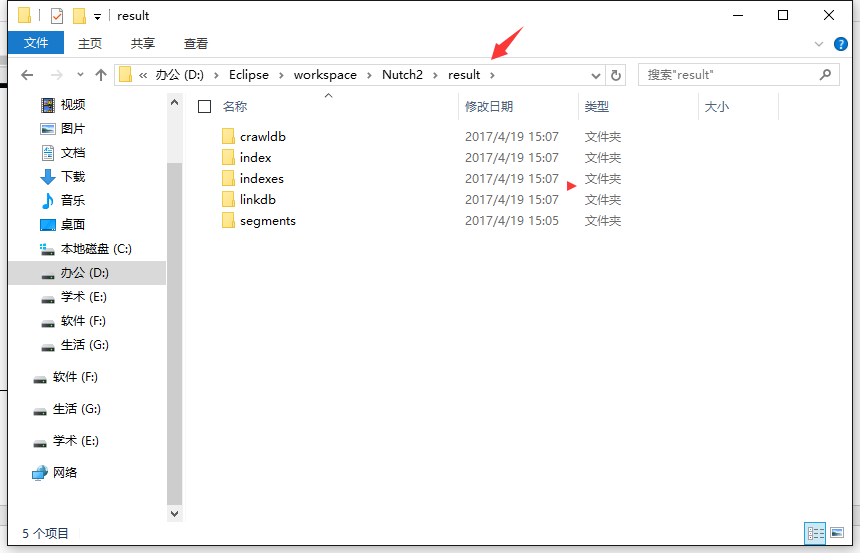 result
文件 主页 共享 查看
« 办公 (D:) › Eclipse › workspace › Nutch2 › result › 搜索"result"
名称 修改日期 类型 大小
crawldb 2017/4/19 15:07 文件夹
index 2017/4/19 15:07 文件夹
indexes 2017/4/19 15:07 文件夹
linkdb 2017/4/19 15:07 文件夹
segments 2017/4/19 15:05 文件夹
视频
图片
文档
下载
音乐
桌面
本地磁盘 (C:)
办公 (D:)
学术 (E:)
软件 (F:)
生活 (G:)
软件 (F:)
生活 (G:)
学术 (E:)
网络
5 个项目